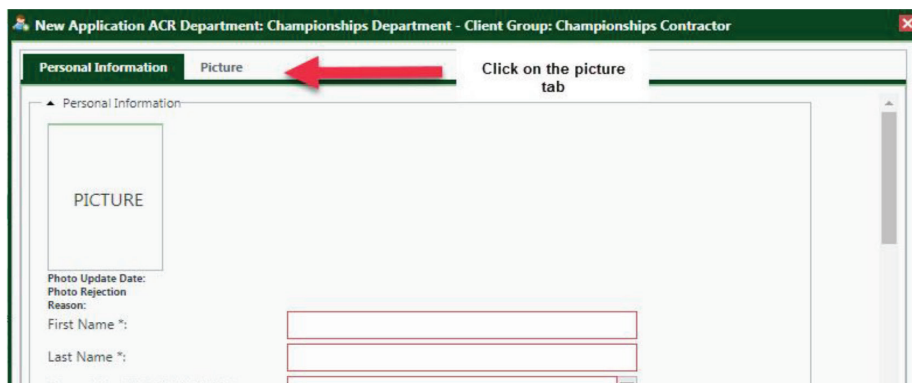 New Application ACR Department: Championships Department - Client Group: Championships Contractor
Personal Information Picture
Click on the picture
tab
Personal Information
PICTURE
Photo Update Date:
Photo Rejection
Reason:
First Name *:
Last Name *: